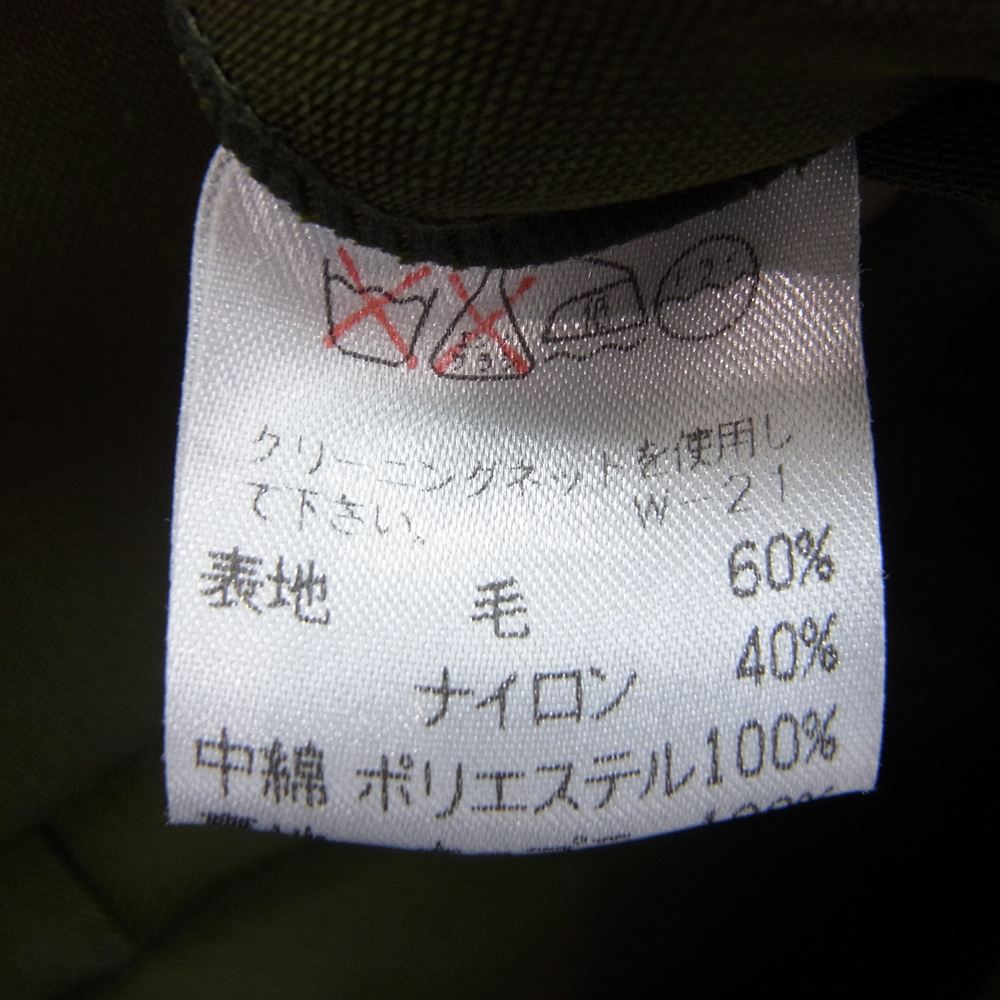 クリーニングネットを使用し
て下さい。 W-21
表地 毛 60%
ナイロン 40%
中綿 ポリエステル100%